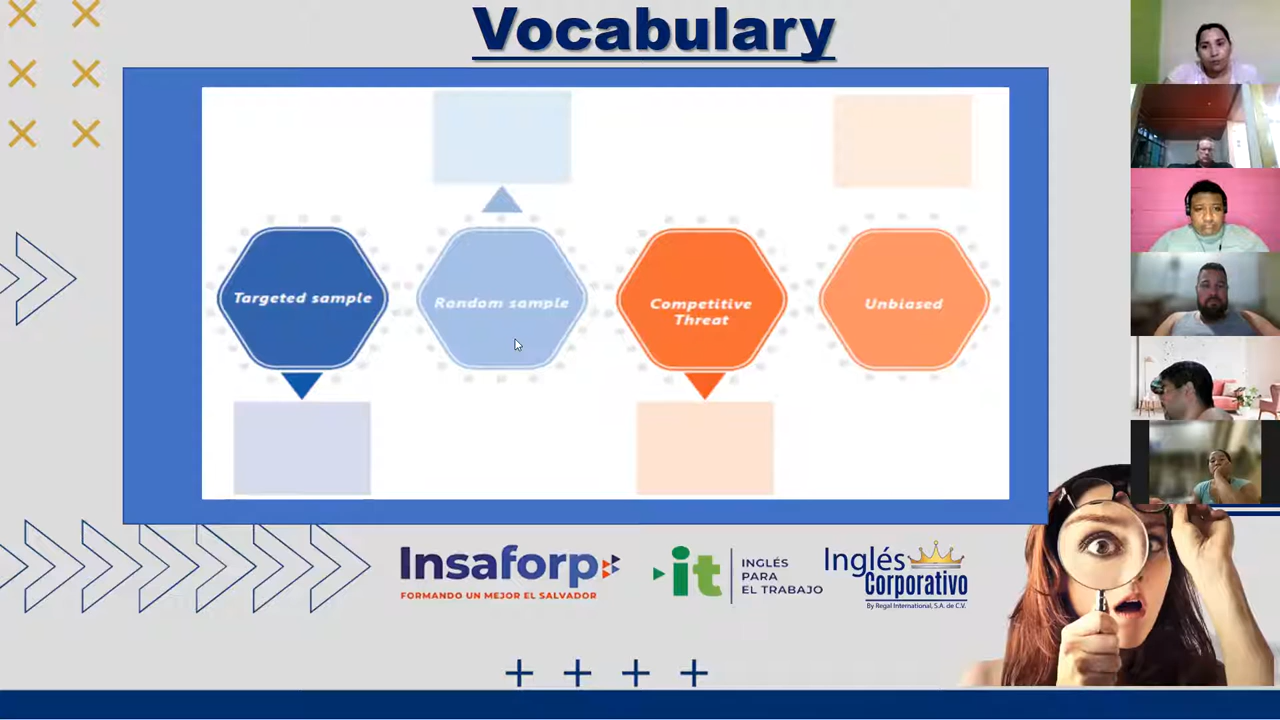 Vocabulary
Targeted sample
Random sample
Competitive
Threat
Unbiased
Insaforp
FORMANDO UN MEJOR EL SALVADOR
it
INGLÉS
PARA
EL TRABAJO
Inglés
Corporativo
By Regal International, S.A. de C.V.